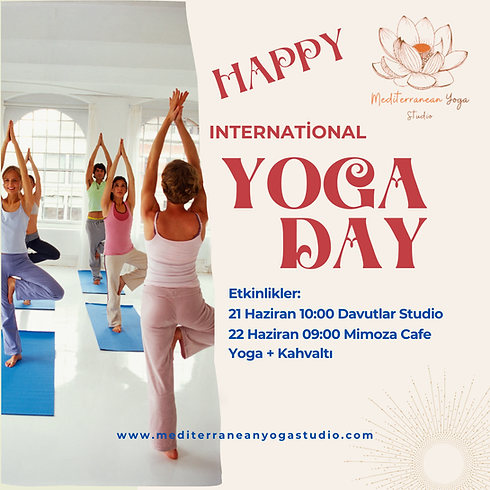 HAPPY
Mediterranean Yoga
Studio
INTERNATİONAL
YOGA
DAY
Etkinlikler:
21 Haziran 10:00 Davutlar Studio
22 Haziran 09:00 Mimoza Cafe
Yoga + Kahvaltı
www.mediterraneanyogastudio.com